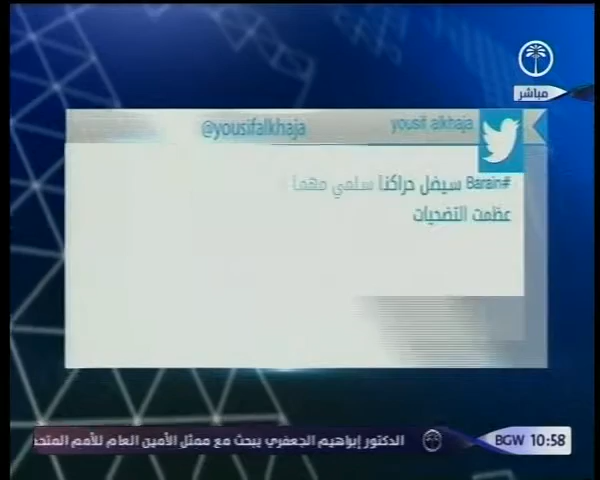 مباشر
@yousifalkhaja yousif alkhaja
#Barain سيضل حراكنا سلمي مهما
عظمت التضحيات
الدكتور إبراهيم الجعفري يبحث مع ممثل الأمين العام للأمم المتحد
BGW 10:58